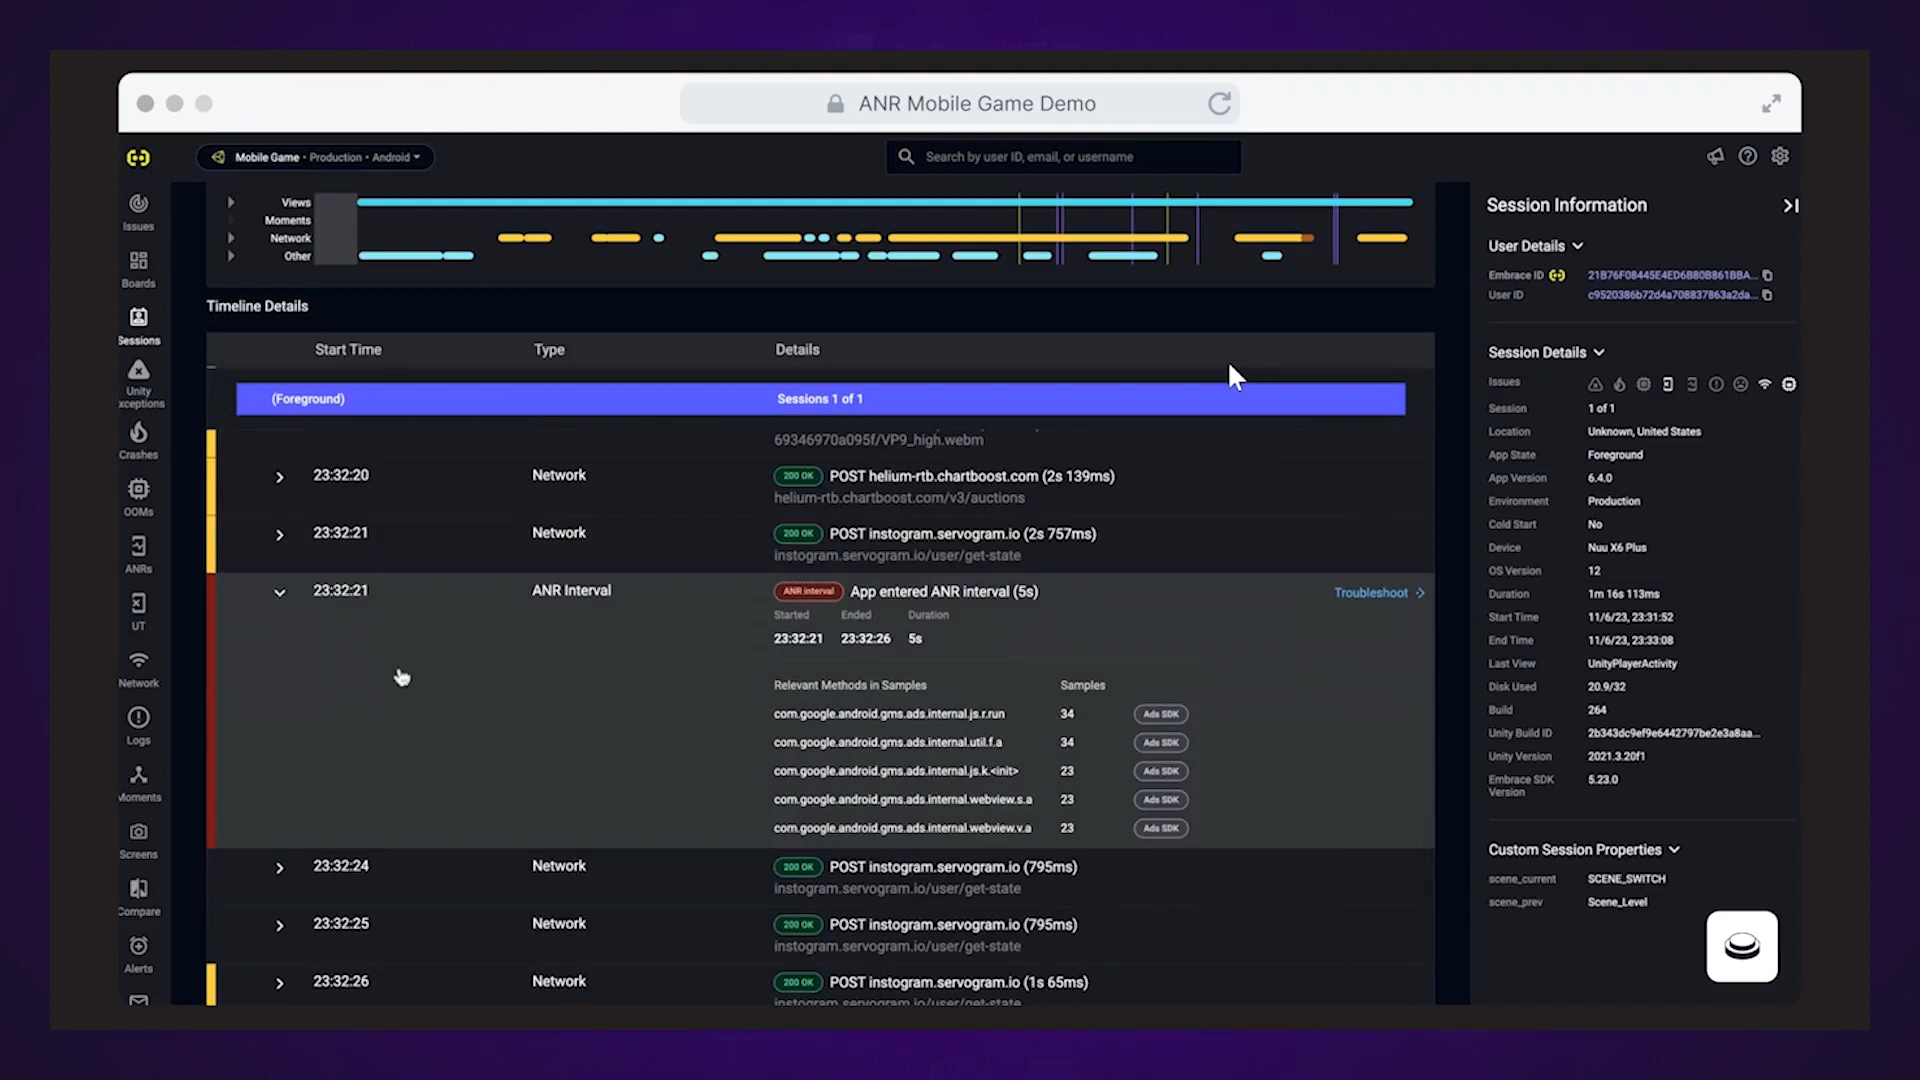 ANR Mobile Game Demo
Mobile Game • Production • Android
Search by user ID, email, or username
Issues
Boards
Sessions
Unity
xceptions
Crashes
OOMs
ANRs
UT
Network
Logs
Moments
Screens
Compare
Alerts
Views
Moments
Network
Other
Timeline Details
Start Time Type Details
(Foreground) Sessions 1 of 1
69346970a095f/VP9_high.webm
23:32:20 Network 200 OK POST helium-rtb.chartboost.com (2s 139ms)
helium-rtb.chartboost.com/v3/auctions
23:32:21 Network 200 OK POST instogram.servogram.io (2s 757ms)
instogram.servogram.io/user/get-state
23:32:21 ANR Interval ANR Interval App entered ANR interval (5s) Troubleshoot
Started Ended Duration
23:32:21 23:32:26 5s
Relevant Methods in Samples Samples
com.google.android.gms.ads.internal.js.r.run 34 Ads SDK
com.google.android.gms.ads.internal.util.f.a 34 Ads SDK
com.google.android.gms.ads.internal.js.k.<init> 23 Ads SDK
com.google.android.gms.ads.internal.webview.s.a 23 Ads SDK
com.google.android.gms.ads.internal.webview.v.a 23 Ads SDK
23:32:24 Network 200 OK POST instogram.servogram.io (795ms)
instogram.servogram.io/user/get-state
23:32:25 Network 200 OK POST instogram.servogram.io (795ms)
instogram.servogram.io/user/get-state
23:32:26 Network 200 OK POST instogram.servogram.io (1s 65ms)
instogram.servogram.io/user/get-state
Session Information
User Details
Embrace ID 21B76F08445E4ED6B80B861BBA...
User ID c9520386b72d4a708837863a2da...
Session Details
Issues
Session 1 of 1
Location Unknown, United States
App State Foreground
App Version 6.4.0
Environment Production
Cold Start No
Device Nuu X6 Plus
OS Version 12
Duration 1m 16s 113ms
Start Time 11/6/23, 23:31:52
End Time 11/6/23, 23:33:08
Last View UnityPlayerActivity
Disk Used 20.9/32
Build 264
Unity Build ID 2b343dc9ef9e6442797be2e3a8aa...
Unity Version 2021.3.20f1
Embrace SDK 5.23.0
Version
Custom Session Properties
scene_current SCENE_SWITCH
scene_prev Scene_Level